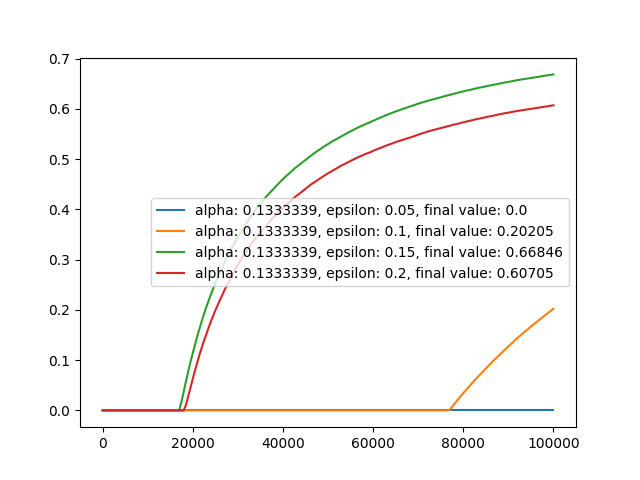 0.7
0.6
0.5
0.4
0.3
0.2
0.1
0.0
alpha: 0.1333339, epsilon: 0.05, final value: 0.0
alpha: 0.1333339, epsilon: 0.1, final value: 0.20205
alpha: 0.1333339, epsilon: 0.15, final value: 0.66846
alpha: 0.1333339, epsilon: 0.2, final value: 0.60705
0 20000 40000 60000 80000 100000